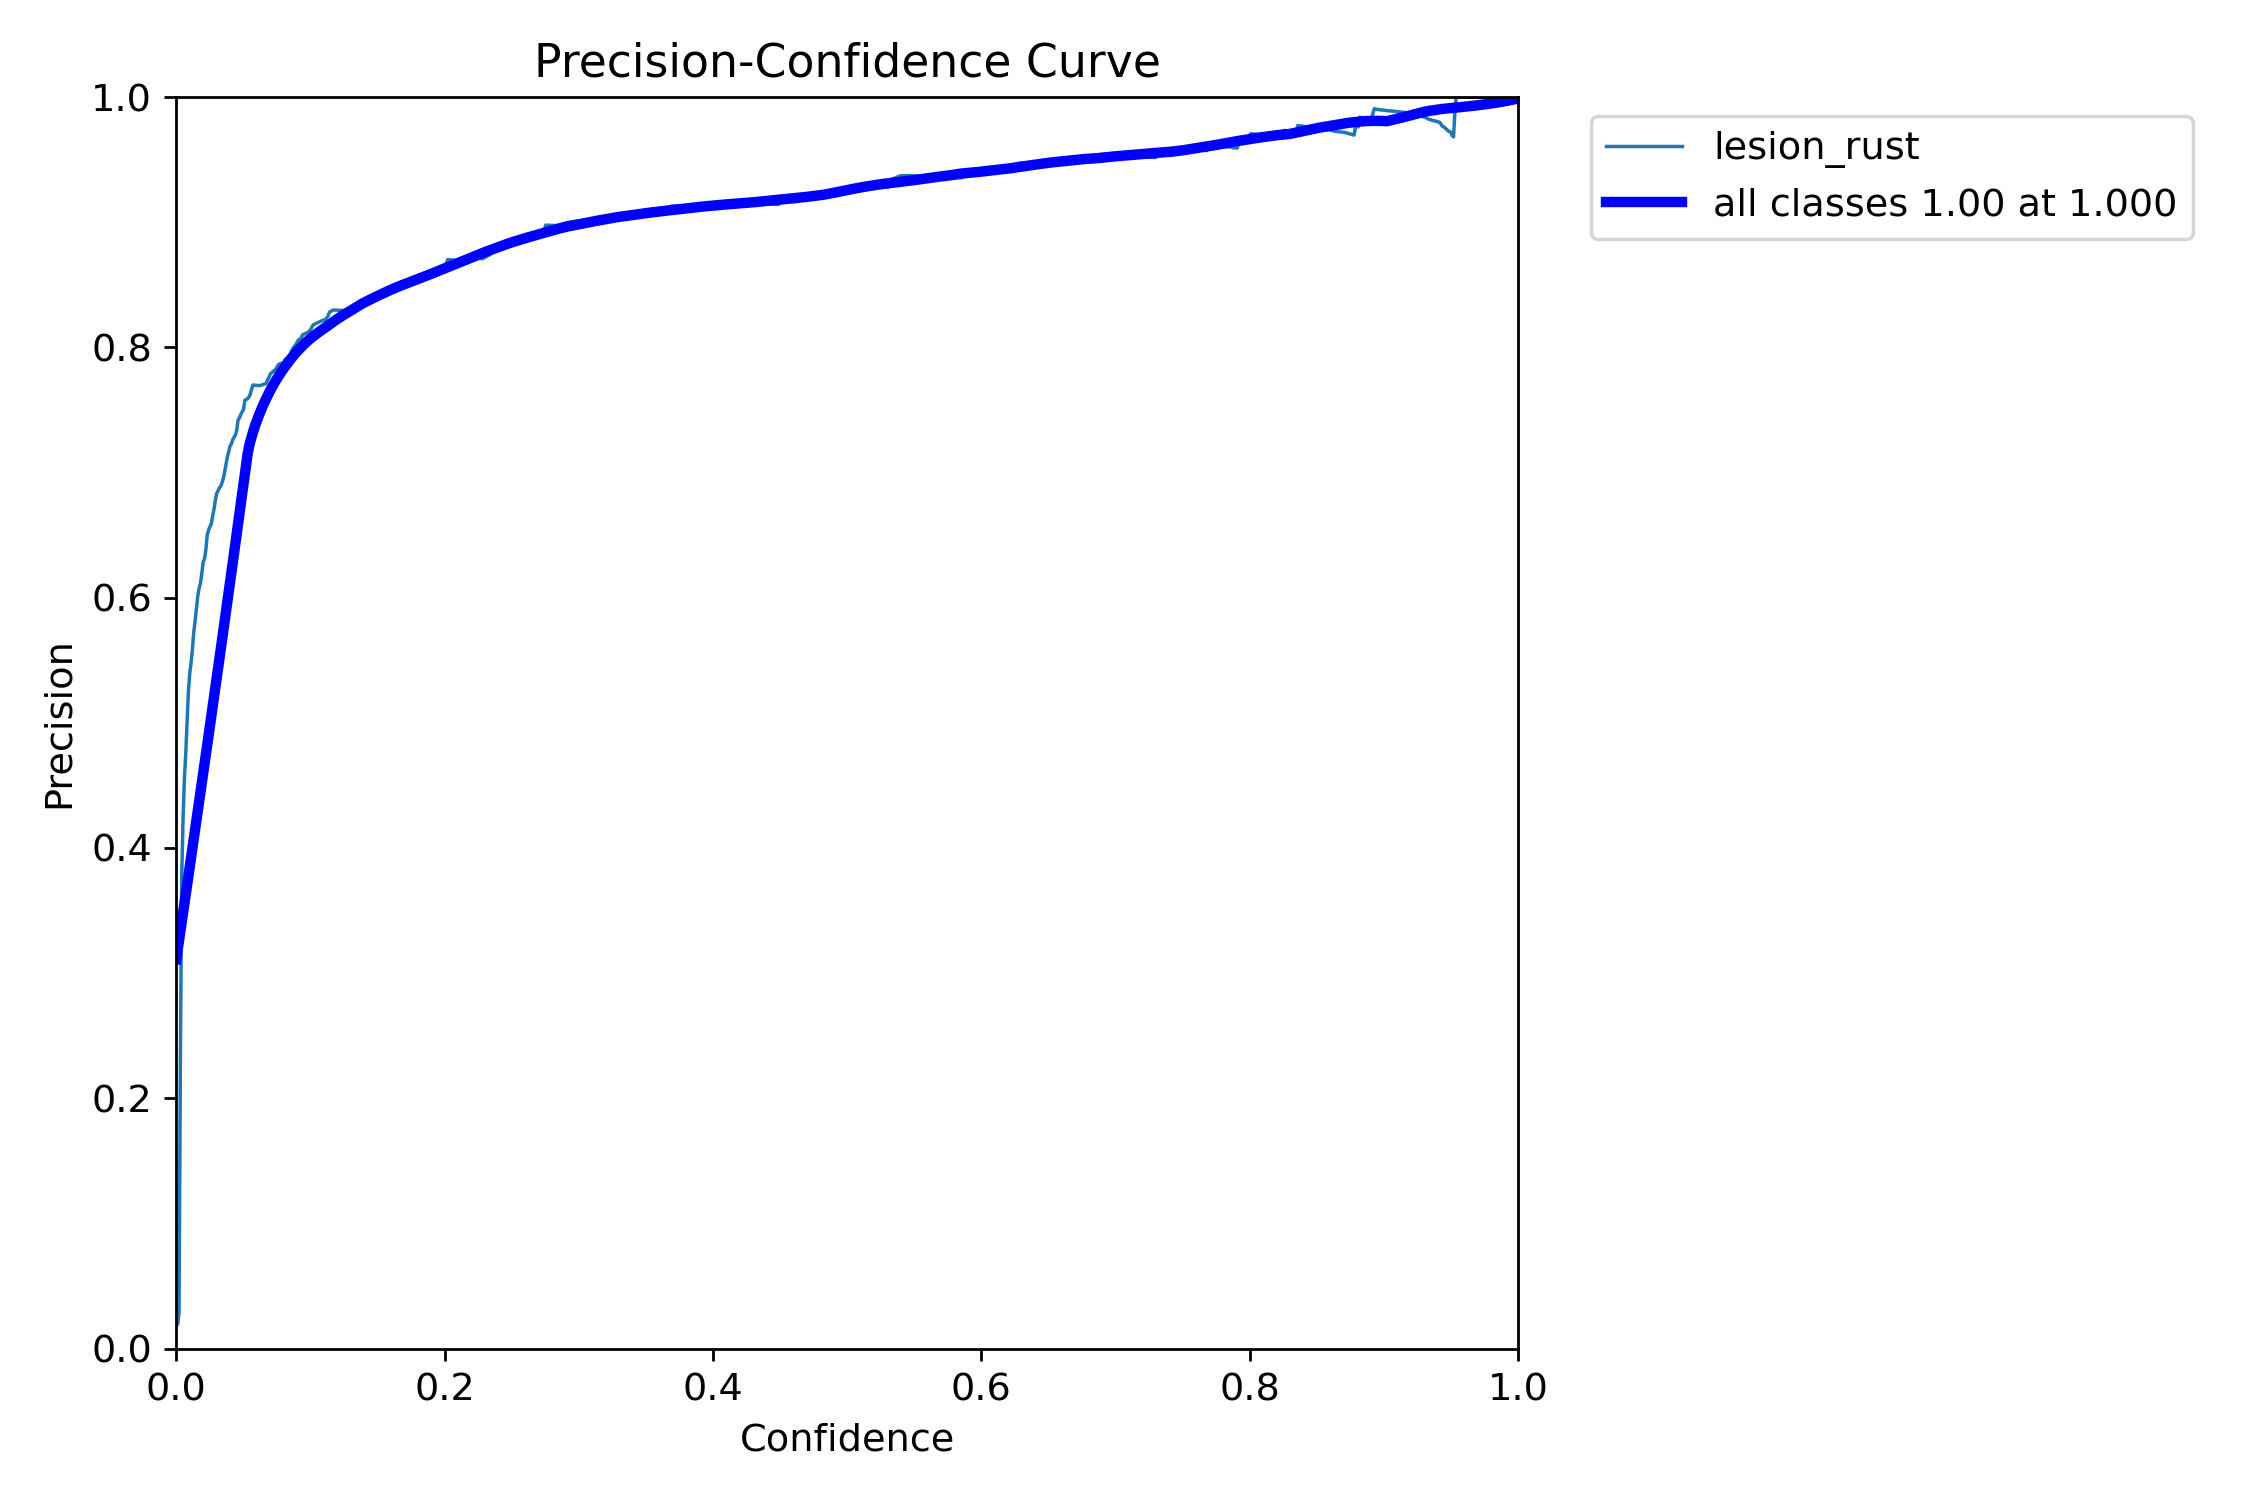 Precision-Confidence Curve
1.0
0.8
0.6
0.4
0.2
0.0
Precision
0.0 0.2 0.4 0.6 0.8 1.0
Confidence
lesion_rust
all classes 1.00 at 1.000